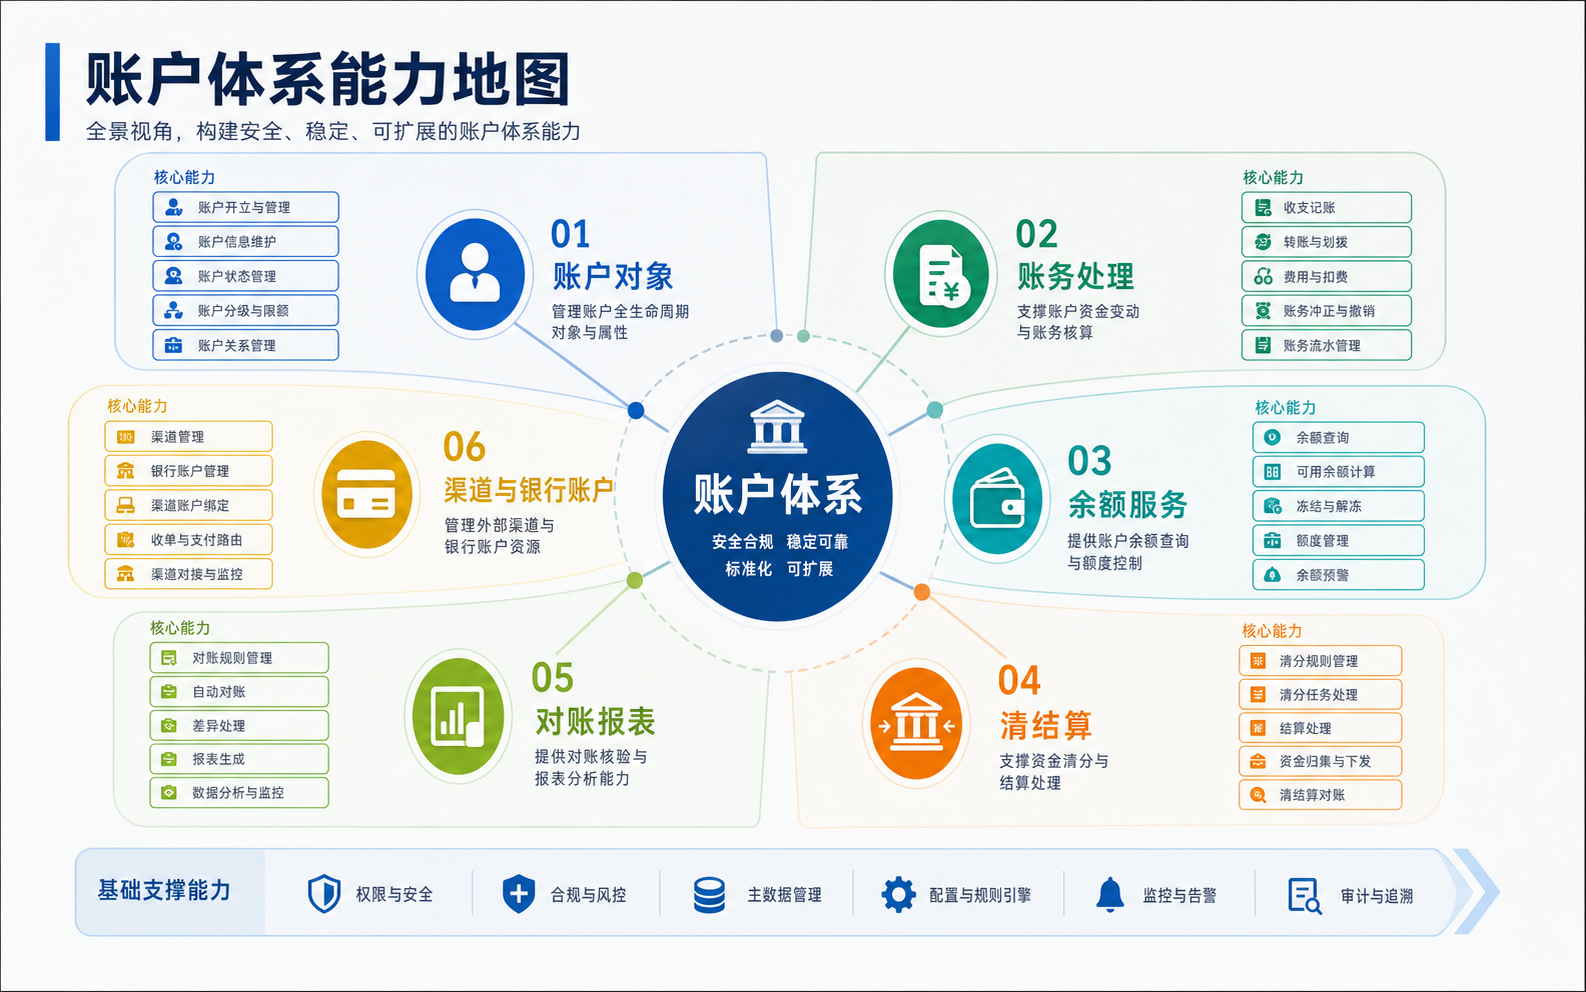 账户体系能力地图
全景视角，构建安全、稳定、可扩展的账户体系能力
核心能力
账户开立与管理
账户信息维护
账户状态管理
账户分级与限额
账户关系管理
01
账户对象
管理账户全生命周期
对象与属性
02
账务处理
支撑账户资金变动
与账务核算
核心能力
收支记账
转账与划拨
费用与扣费
账务冲正与撤销
账务流水管理
核心能力
渠道管理
银行账户管理
渠道账户绑定
收单与支付路由
渠道对接与监控
06
渠道与银行账户
管理外部渠道与
银行账户资源
账户体系
安全合规 稳定可靠
标准化 可扩展
03
余额服务
提供账户余额查询
与额度控制
核心能力
余额查询
可用余额计算
冻结与解冻
额度管理
余额预警
核心能力
对账规则管理
自动对账
差异处理
报表生成
数据分析与监控
05
对账报表
提供对账核验与
报表分析能力
04
清结算
支撑资金清分与
结算处理
核心能力
清分规则管理
清分任务处理
结算处理
资金归集与下发
清结算对账
基础支撑能力
权限与安全
合规与风控
主数据管理
配置与规则引擎
监控与告警
审计与追溯